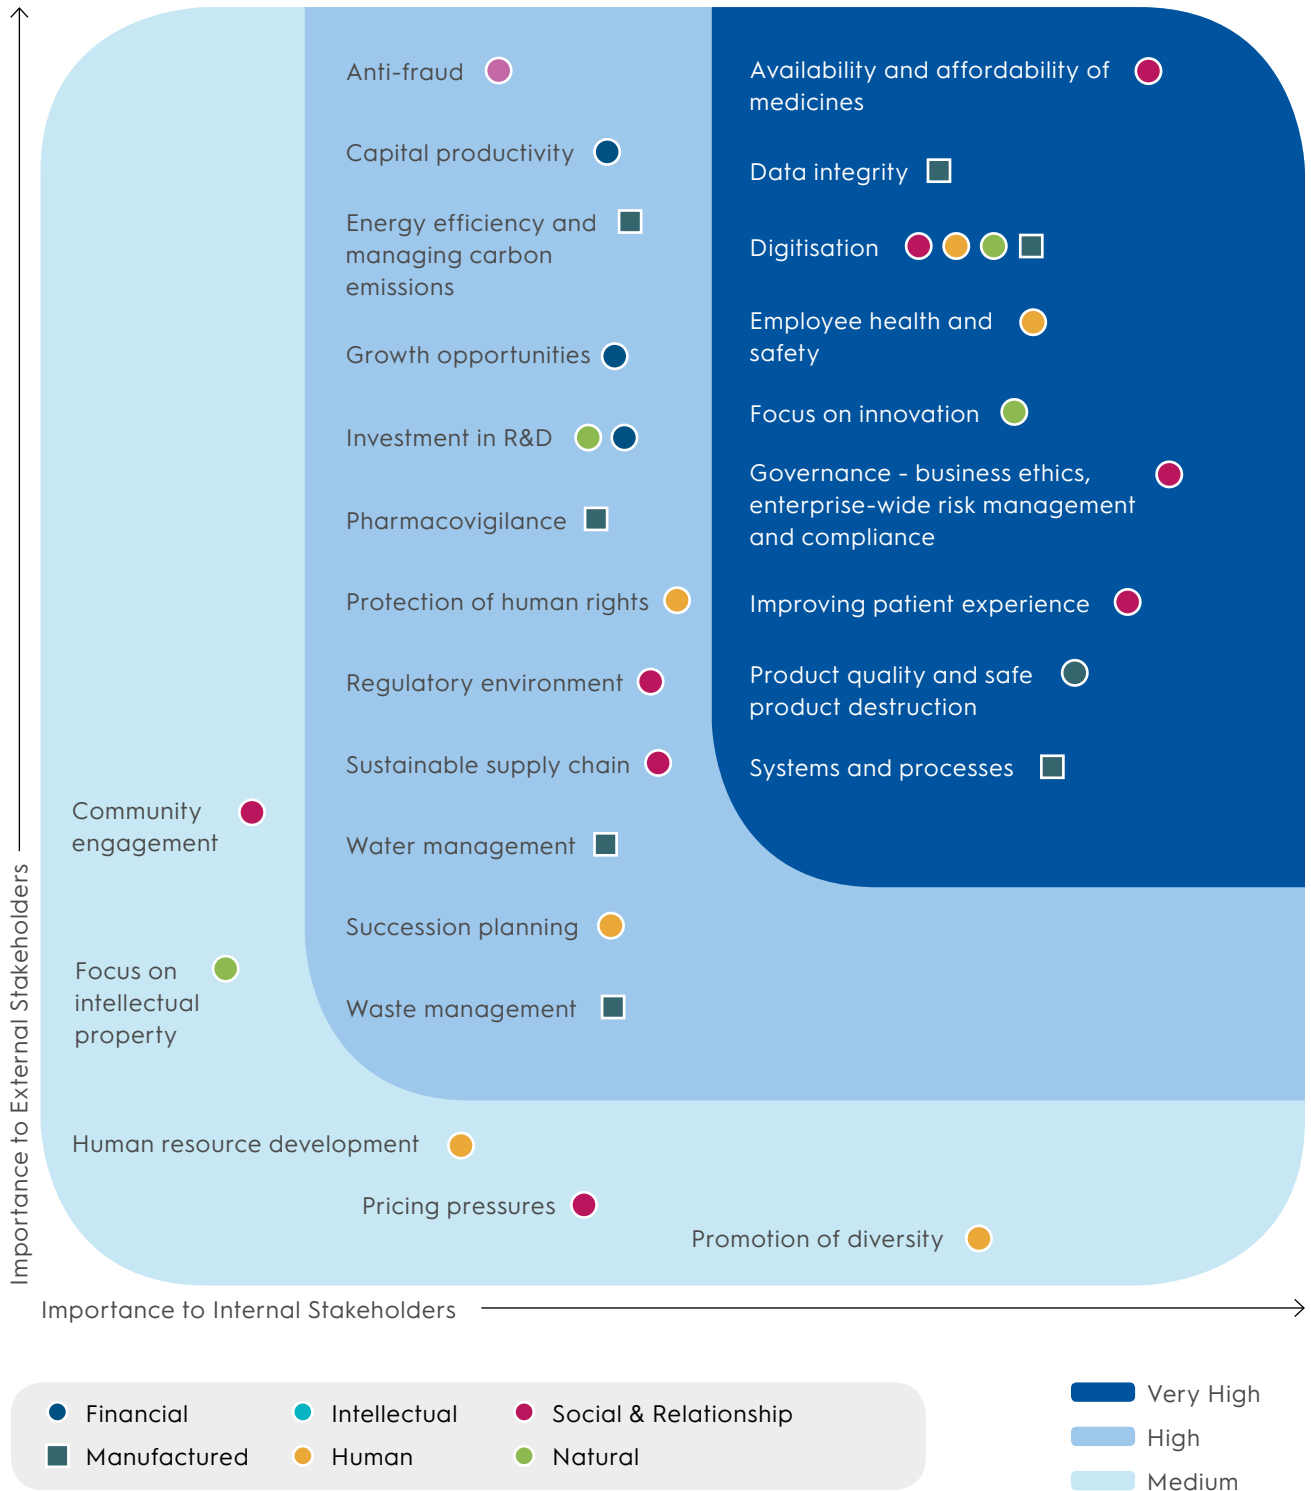 Anti-fraud
Capital productivity
Energy efficiency and
managing carbon
emissions
Growth opportunities
Investment in R&D
Pharmacovigilance
Protection of human rights
Regulatory environment
Sustainable supply chain
Water management
Succession planning
Waste management
Availability and affordability of
medicines
Data integrity
Digitisation
Employee health and
safety
Focus on innovation
Governance - business ethics,
enterprise-wide risk management
and compliance
Improving patient experience
Product quality and safe
product destruction
Systems and processes
Community
engagement
Focus on
intellectual
property
Human resource development
Pricing pressures
Promotion of diversity
Importance to External Stakeholders
Importance to Internal Stakeholders
Financial
Intellectual
Social & Relationship
Manufactured
Human
Natural
Very High
High
Medium